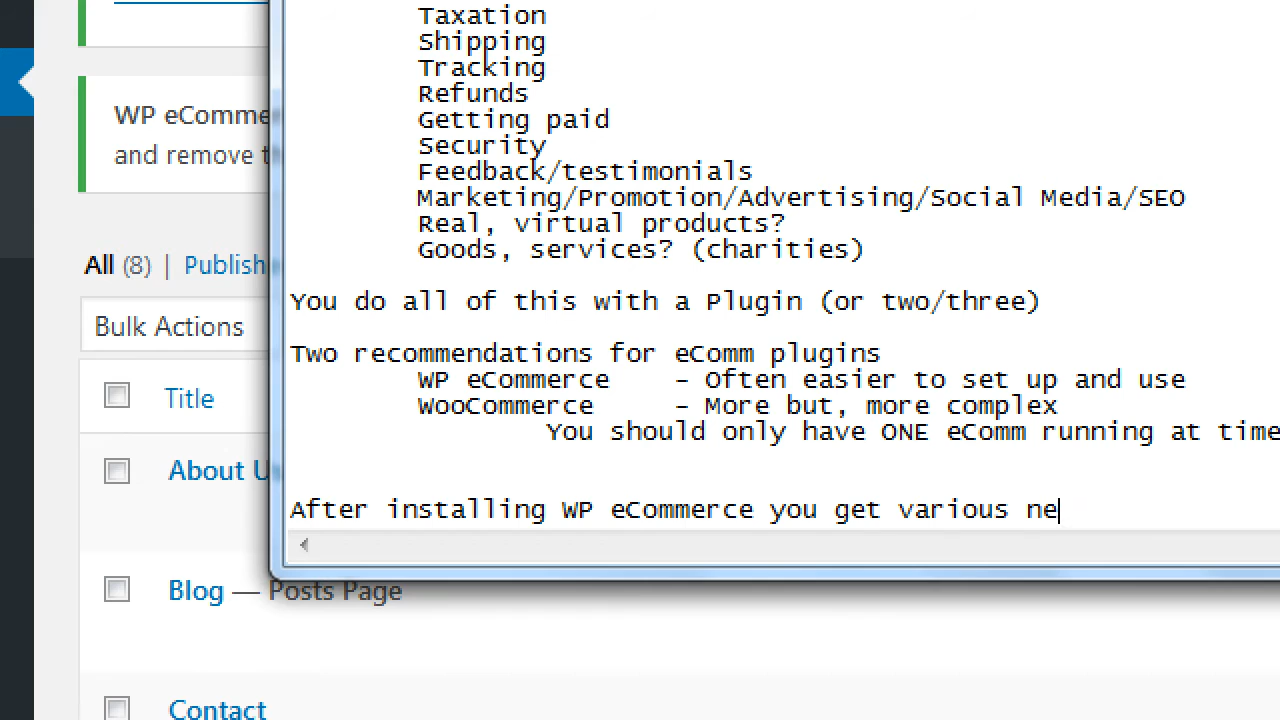 Taxation
Shipping
Tracking
Refunds
Getting paid
Security
Feedback/testimonials
Marketing/Promotion/Advertising/Social Media/SEO
Real, virtual products?
Goods, services? (charities)
You do all of this with a Plugin (or two/three)
Two recommendations for eComm plugins
WP eCommerce - Often easier to set up and use
WooCommerce - More but, more complex
You should only have ONE eComm running at time
After installing WP eCommerce you get various ne
WP eComme
and remove t
All (8) | Publish
Bulk Actions
Title
About U
Blog — Posts Page
Contact